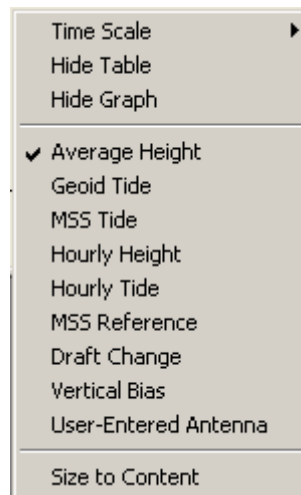 Time Scale
Hide Table
Hide Graph
Average Height
Geoid Tide
MSS Tide
Hourly Height
Hourly Tide
MSS Reference
Draft Change
Vertical Bias
User-Entered Antenna
Size to Content